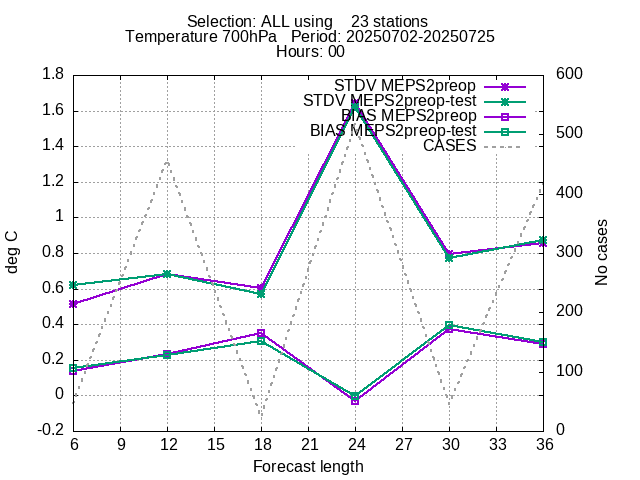 Selection: ALL using    23 stations
Temperature 700hPa   Period: 20250702-20250725
Hours: 00
1.8
1.6
1.4
1.2
1
0.8
0.6
0.4
0.2
0
-0.2
deg C
600
500
400
300
200
100
0
No cases
STDV MEPS2preop
STDV MEPS2preop-test
BIAS MEPS2preop
BIAS MEPS2preop-test
CASES
6 9 12 15 18 21 24 27 30 33 36
Forecast length